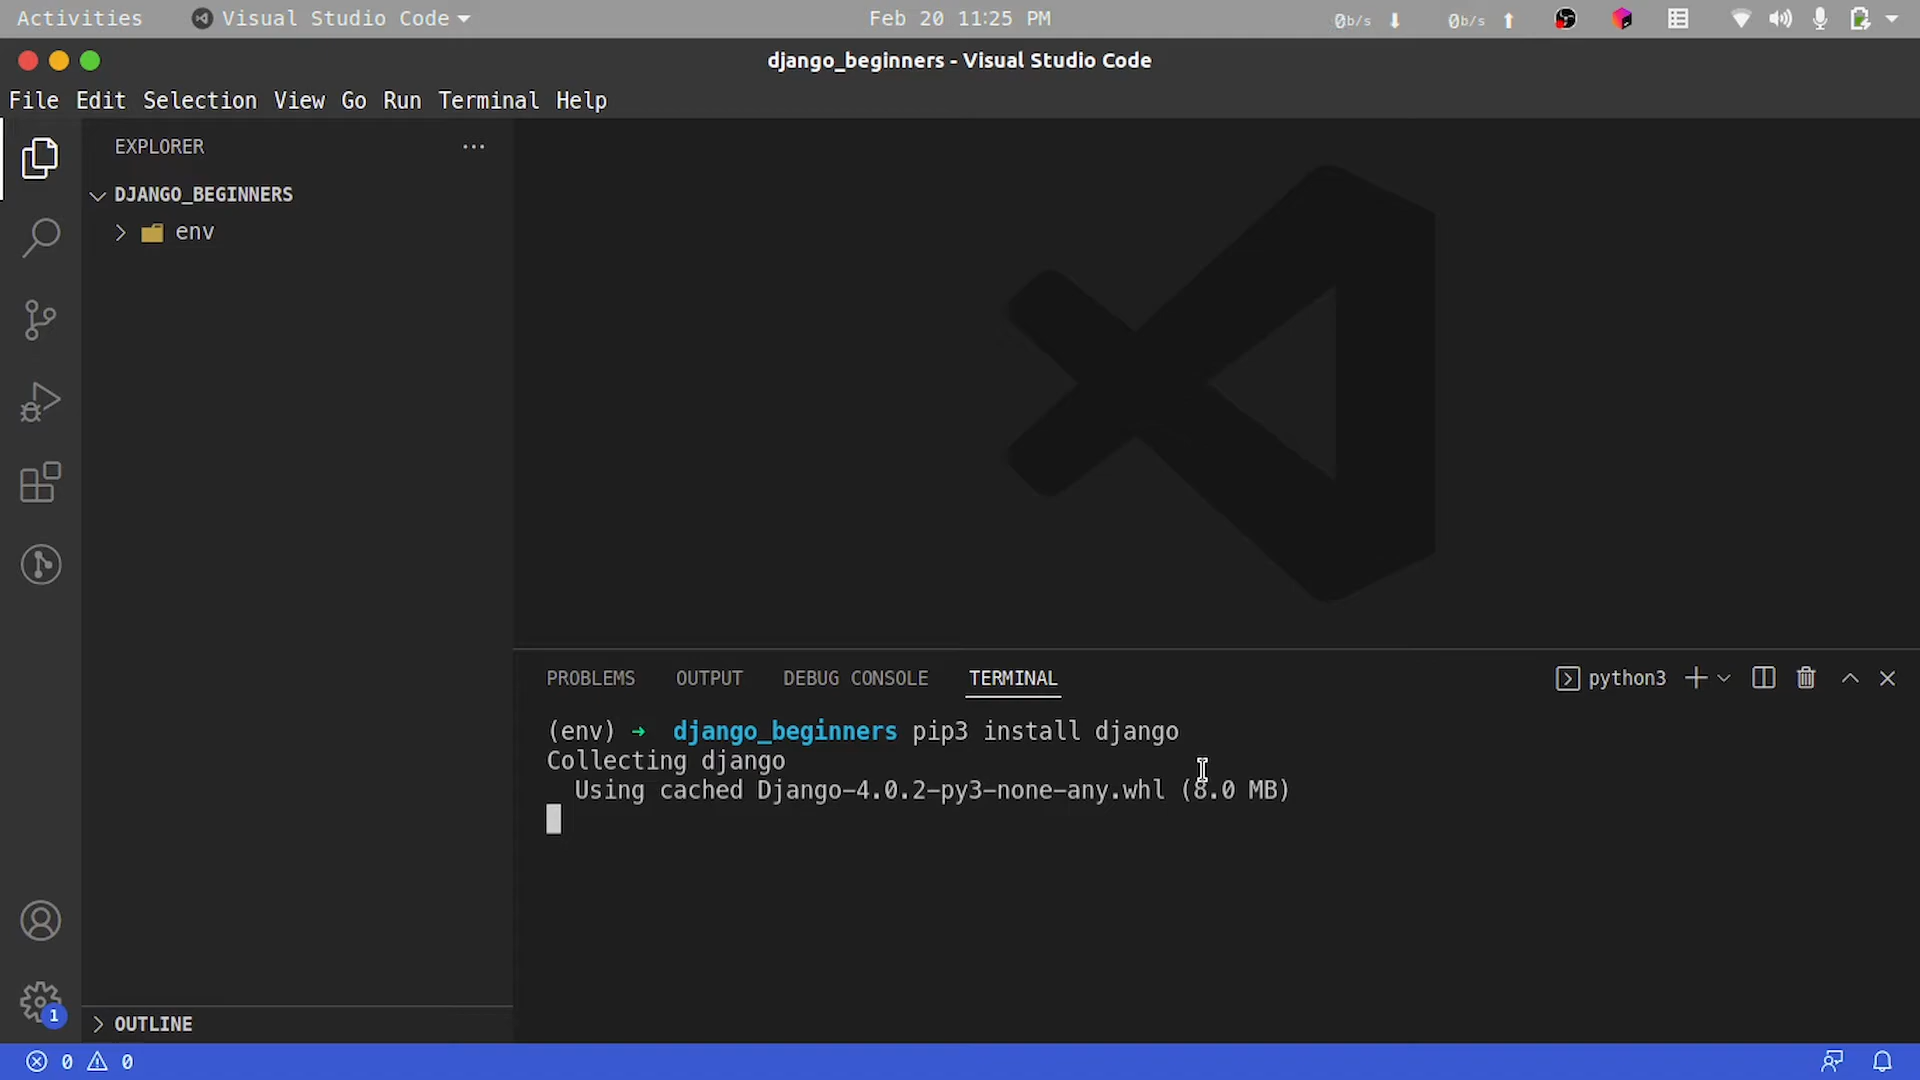 Activities
Visual Studio Code
Feb 20 11:25 PM
0b/s
0b/s
django_beginners - Visual Studio Code
File Edit Selection View Go Run Terminal Help
EXPLORER
DJANGO_BEGINNERS
env
PROBLEMS
OUTPUT
DEBUG CONSOLE
TERMINAL
python3
(env) ➜ django_beginners pip3 install django
Collecting django
Using cached Django-4.0.2-py3-none-any.whl (8.0 MB)
1
OUTLINE
0
0